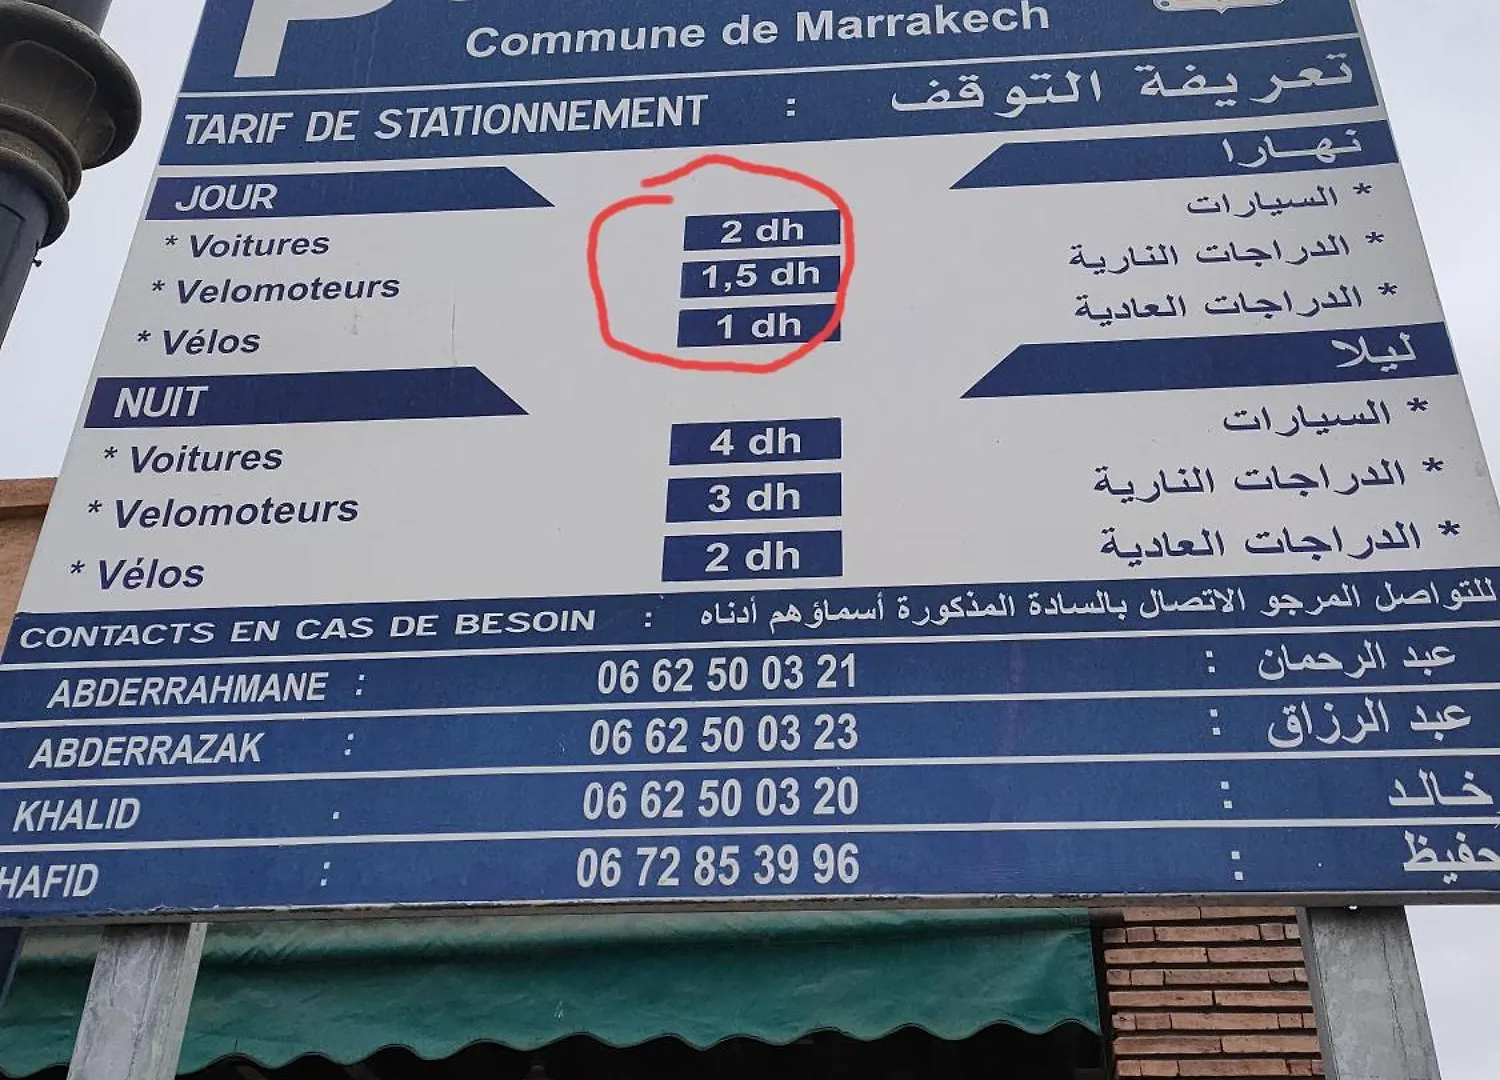 P
Commune de Marrakech
TARIF DE STATIONNEMENT : تعريفة التوقف
JOUR نهارا
* Voitures 2 dh السيارات *
* Velomoteurs 1,5 dh الدراجات النارية *
* Vélos 1 dh الدراجات العادية *
NUIT ليلا
* Voitures 4 dh السيارات *
* Velomoteurs 3 dh الدراجات النارية *
* Vélos 2 dh الدراجات العادية *
CONTACTS EN CAS DE BESOIN : للتواصل المرجو الاتصال بالسادة المذكورة أسماؤهم أدناه
ABDERRAHMANE : 06 62 50 03 21 : عبد الرحمان
ABDERRAZAK : 06 62 50 03 23 : عبد الرزاق
KHALID . 06 62 50 03 20 : خالد
HAFID : 06 72 85 39 96 : حفيظ